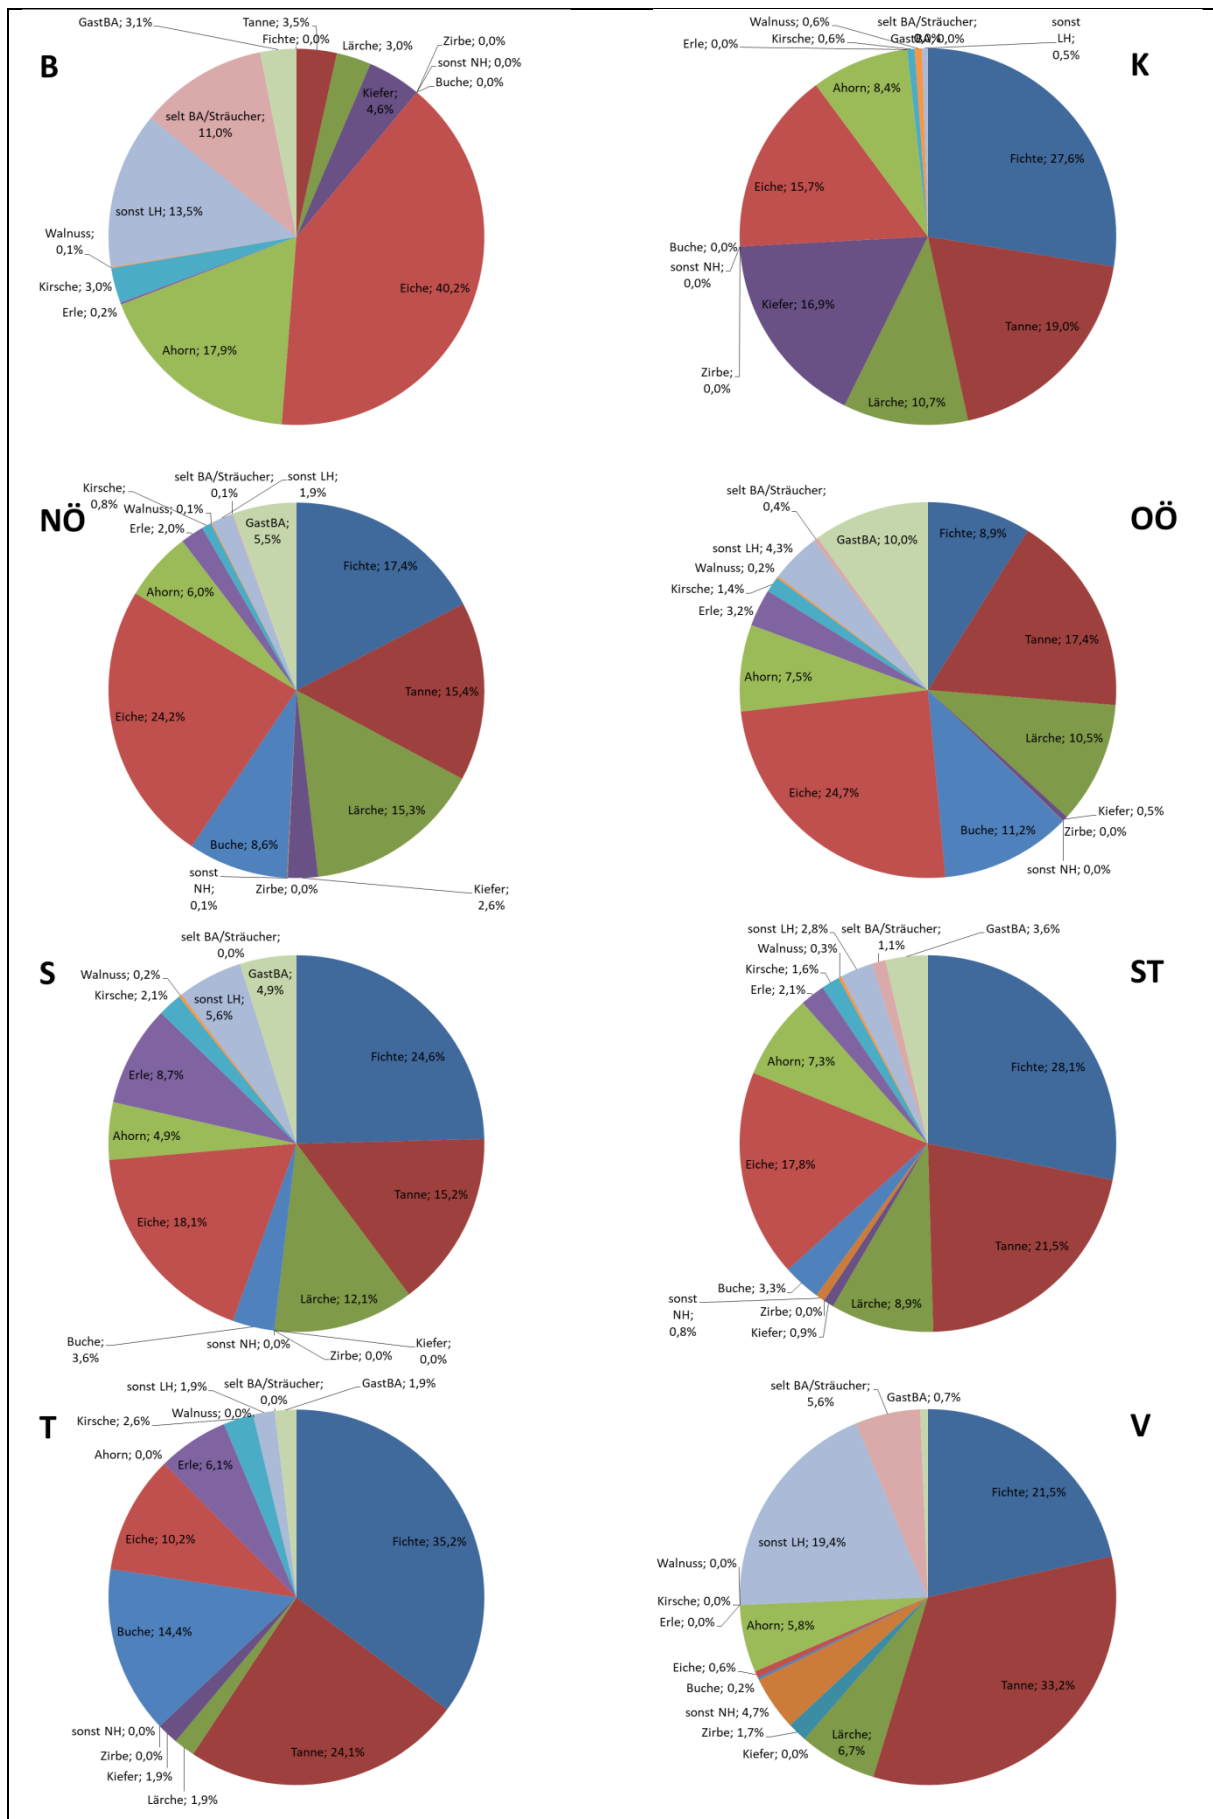 B
GastBA; 3,1%
Tanne; 3,5%
Fichte; 0,0%
Lärche; 3,0%
Zirbe; 0,0%
sonst NH; 0,0%
Buche; 0,0%
Kiefer;
4,6%
selt BA/Sträucher;
11,0%
sonst LH; 13,5%
Walnuss;
0,1%
Kirsche; 3,0%
Erle; 0,2%
Eiche; 40,2%
Ahorn; 17,9%
K
Walnuss; 0,6%
selt BA/Sträucher;
0,0%
sonst
LH;
0,5%
Erle; 0,0%
Kirsche; 0,6%
GastBA; 0,0%
Ahorn; 8,4%
Fichte; 27,6%
Eiche; 15,7%
Buche; 0,0%
sonst NH;
0,0%
Kiefer; 16,9%
Tanne; 19,0%
Zirbe;
0,0%
Lärche; 10,7%
NÖ
Kirsche;
0,8%
selt BA/Sträucher;
0,1%
sonst LH;
1,9%
Walnuss; 0,1%
Erle; 2,0%
GastBA;
5,5%
Fichte; 17,4%
Ahorn; 6,0%
Eiche; 24,2%
Tanne; 15,4%
Lärche; 15,3%
Buche; 8,6%
sonst
NH;
0,1%
Zirbe; 0,0%
Kiefer;
2,6%
OÖ
selt BA/Sträucher;
0,4%
GastBA; 10,0%
Fichte; 8,9%
sonst LH; 4,3%
Walnuss; 0,2%
Kirsche; 1,4%
Erle; 3,2%
Tanne; 17,4%
Ahorn; 7,5%
Lärche; 10,5%
Eiche; 24,7%
Kiefer; 0,5%
Buche; 11,2%
Zirbe; 0,0%
sonst NH; 0,0%
S
selt BA/Sträucher;
0,0%
Walnuss; 0,2%
Kirsche; 2,1%
GastBA;
4,9%
sonst LH;
5,6%
Fichte; 24,6%
Erle; 8,7%
Ahorn; 4,9%
Eiche; 18,1%
Tanne; 15,2%
Lärche; 12,1%
Buche;
3,6%
sonst NH; 0,0%
Zirbe; 0,0%
Kiefer;
0,0%
ST
sonst LH; 2,8%
selt BA/Sträucher;
1,1%
GastBA; 3,6%
Walnuss; 0,3%
Kirsche; 1,6%
Erle; 2,1%
Ahorn; 7,3%
Fichte; 28,1%
Eiche; 17,8%
Tanne; 21,5%
Buche; 3,3%
sonst
NH;
0,8%
Zirbe; 0,0%
Lärche; 8,9%
Kiefer; 0,9%
T
sonst LH; 1,9%
selt BA/Sträucher;
0,0%
GastBA; 1,9%
Kirsche; 2,6%
Walnuss; 0,0%
Ahorn; 0,0%
Erle; 6,1%
Eiche; 10,2%
Fichte; 35,2%
Buche; 14,4%
sonst NH; 0,0%
Zirbe; 0,0%
Kiefer; 1,9%
Lärche; 1,9%
Tanne; 24,1%
V
selt BA/Sträucher;
5,6%
GastBA; 0,7%
Fichte; 21,5%
sonst LH; 19,4%
Walnuss; 0,0%
Kirsche; 0,0%
Erle; 0,0%
Ahorn; 5,8%
Eiche; 0,6%
Buche; 0,2%
sonst NH; 4,7%
Zirbe; 1,7%
Kiefer; 0,0%
Lärche;
6,7%
Tanne; 33,2%